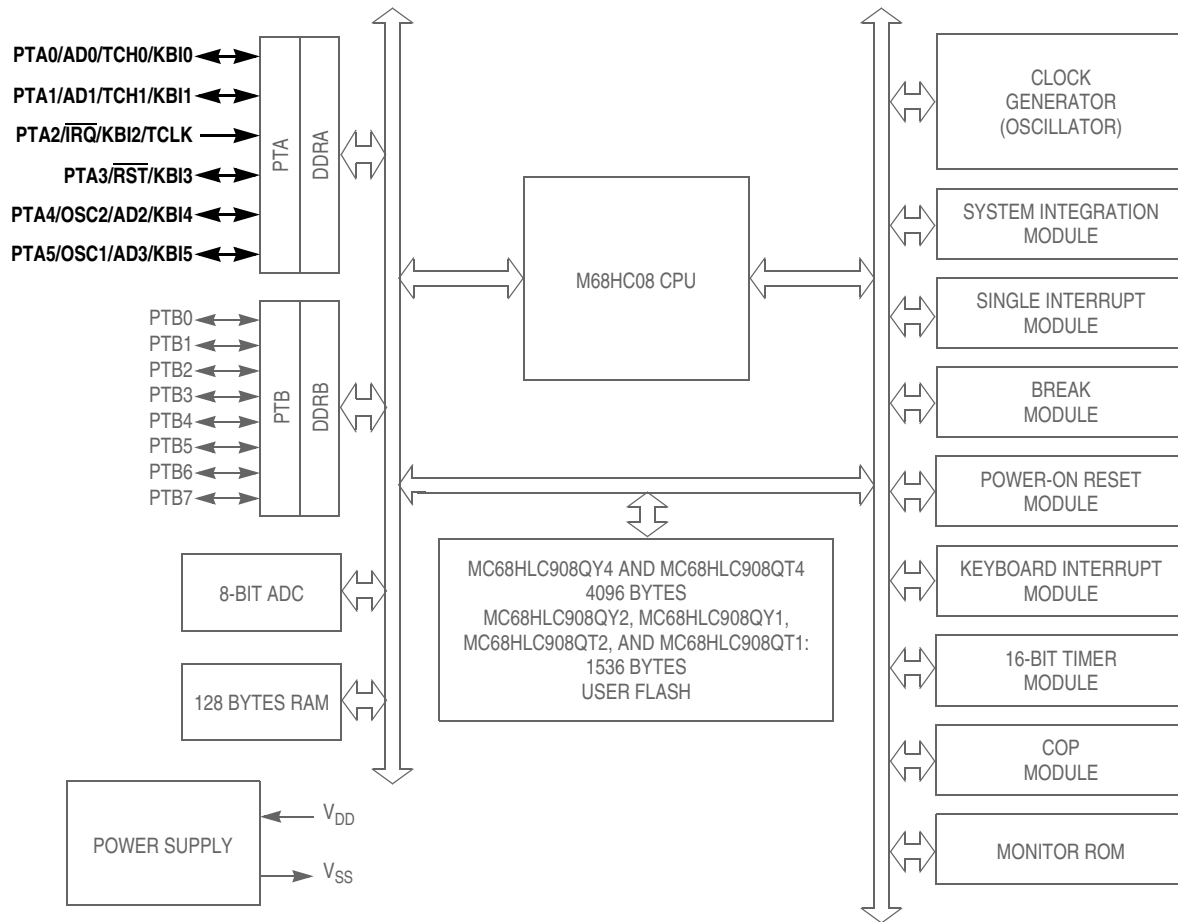 PTA0/AD0/TCH0/KBI0
PTA1/AD1/TCH1/KBI1
PTA2/I̅R̅Q̅/KBI2/TCLK
PTA3/R̅S̅T̅/KBI3
PTA4/OSC2/AD2/KBI4
PTA5/OSC1/AD3/KBI5
PTA
DDRA
PTB0
PTB1
PTB2
PTB3
PTB4
PTB5
PTB6
PTB7
PTB
DDRB
8-BIT ADC
128 BYTES RAM
POWER SUPPLY
V_DD
V_SS
M68HC08 CPU
MC68HLC908QY4 AND MC68HLC908QT4
4096 BYTES
MC68HLC908QY2, MC68HLC908QY1,
MC68HLC908QT2, AND MC68HLC908QT1:
1536 BYTES
USER FLASH
CLOCK
GENERATOR
(OSCILLATOR)
SYSTEM INTEGRATION
MODULE
SINGLE INTERRUPT
MODULE
BREAK
MODULE
POWER-ON RESET
MODULE
KEYBOARD INTERRUPT
MODULE
16-BIT TIMER
MODULE
COP
MODULE
MONITOR ROM